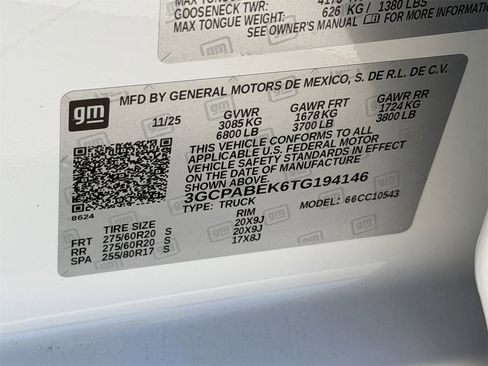 GOOSENECK TWR: 4173
MAX TONGUE WEIGHT: 626 KG / 1380 LBS
SEE OWNER'S MANUAL FOR MORE INFORMATION
gm
MFD BY GENERAL MOTORS DE MEXICO, S. DE R.L. DE C.V.
11/25 GVWR GAWR FRT GAWR RR
3085 KG 1678 KG 1724 KG
6800 LB 3700 LB 3800 LB
THIS VEHICLE CONFORMS TO ALL
APPLICABLE U.S. FEDERAL MOTOR
VEHICLE SAFETY STANDARDS IN EFFECT
ON THE DATE OF MANUFACTURE
3GCPABEK6TG194146
TYPE: TRUCK MODEL: 66CC10543
8624
TIRE SIZE RIM
FRT 275/60R20 S 20X9J
RR 275/60R20 S 20X9J
SPA 255/80R17 S 17X8J